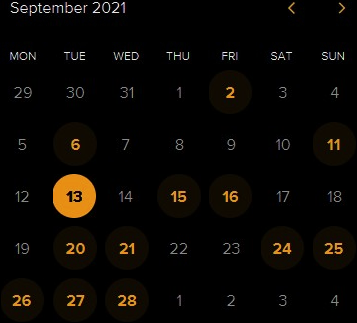 September 2021
MON TUE WED THU FRI SAT SUN
29 30 31 1 2 3 4
5 6 7 8 9 10 11
12 13 14 15 16 17 18
19 20 21 22 23 24 25
26 27 28 1 2 3 4